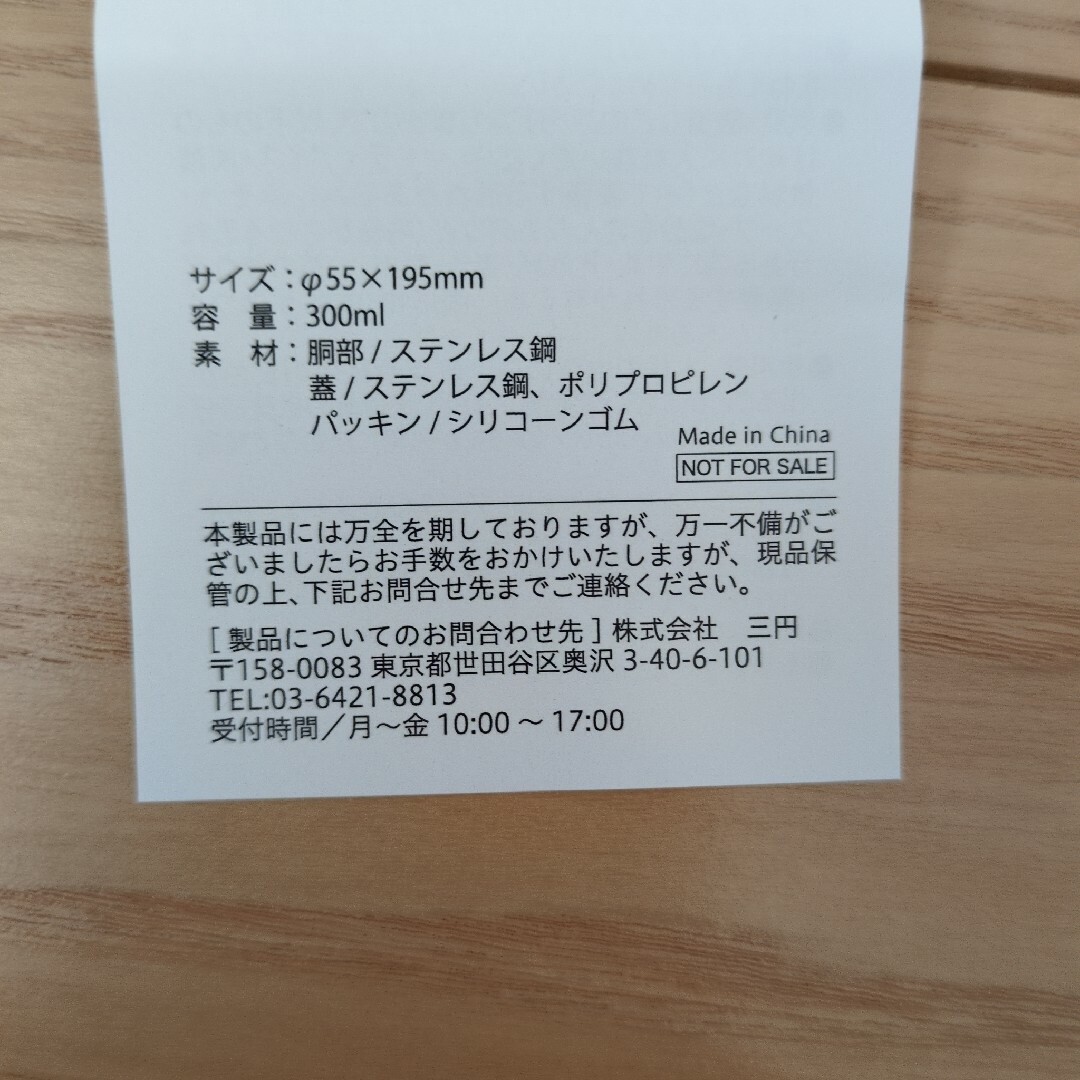 サイズ：φ55×195mm
容　量：300ml
素　材：胴部 / ステンレス鋼
蓋 / ステンレス鋼、ポリプロピレン
パッキン / シリコーンゴム
Made in China
NOT FOR SALE
本製品には万全を期しておりますが、万一不備がご
ざいましたらお手数をおかけいたしますが、現品保
管の上、下記お問合せ先までご連絡ください。
[ 製品についてのお問合わせ先 ] 株式会社　三円
〒158-0083 東京都世田谷区奥沢 3-40-6-101
TEL:03-6421-8813
受付時間／月～金 10:00 ～ 17:00